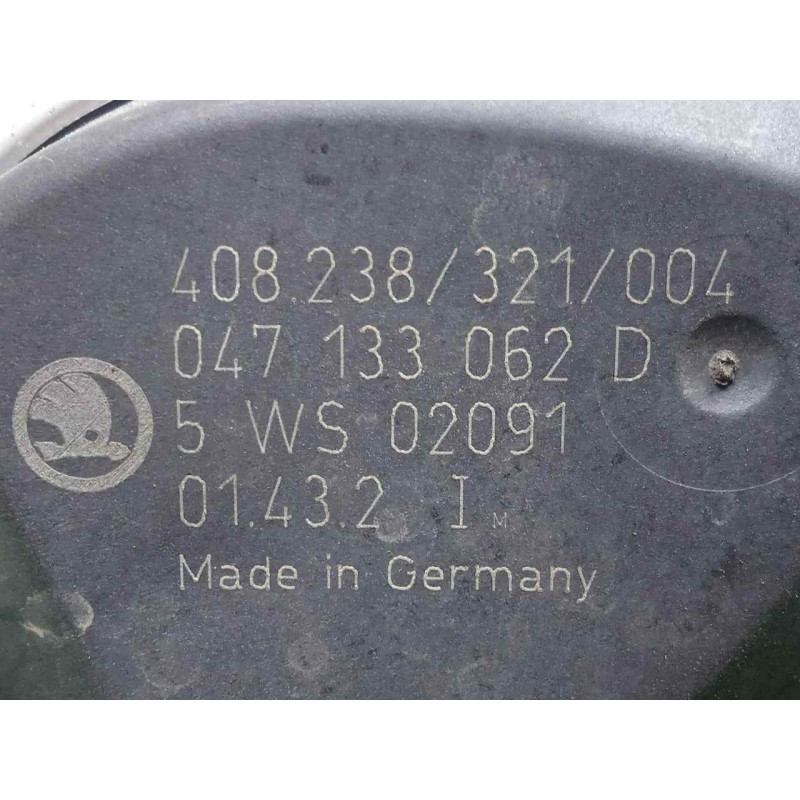 408.238/321/004
047 133 062 D
5 WS 02091
01.43.2 I M
Made in Germany